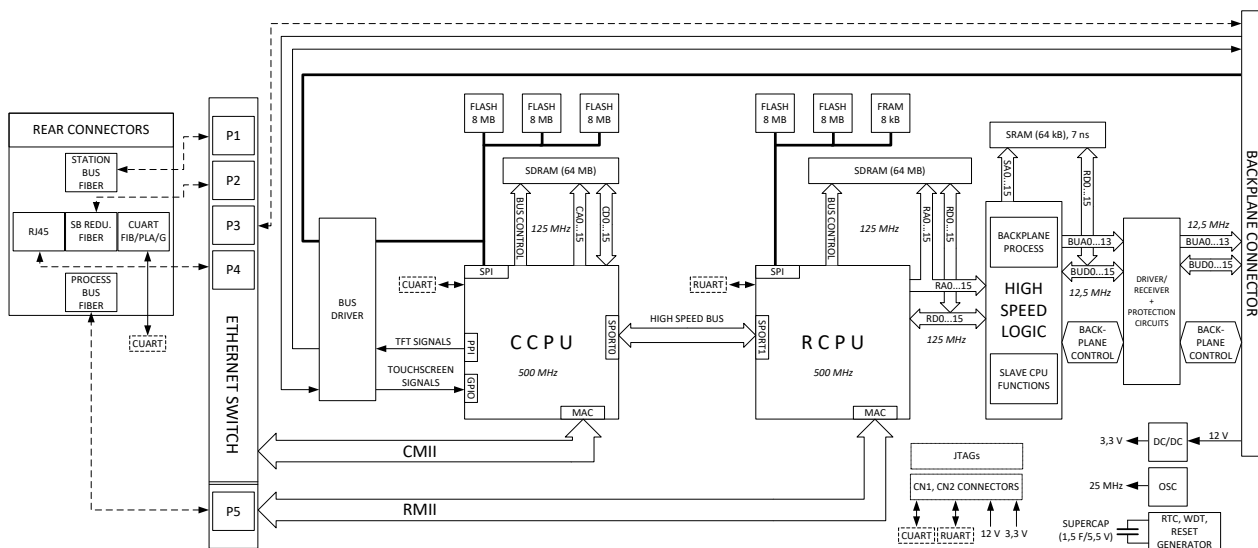 REAR CONNECTORS
STATION
BUS
FIBER
RJ45
SB REDU.
FIBER
CUART
FIB/PLA/G
PROCESS
BUS
FIBER
CUART
P1
P2
P3
P4
ETHERNET SWITCH
P5
BUS
DRIVER
FLASH
8 MB
FLASH
8 MB
FLASH
8 MB
SDRAM (64 MB)
BUS CONTROL
125 MHz
CA0...15
CD0...15
CUART
SPI
CCPU
500 MHz
SPORT0
PPI
GPIO
MAC
TFT SIGNALS
TOUCHSCREEN
SIGNALS
HIGH SPEED BUS
CMII
RMII
FLASH
8 MB
FLASH
8 MB
FRAM
8 kB
SDRAM (64 MB)
BUS CONTROL
125 MHz
RA0...15
RD0...15
RUART
SPI
SPORT1
RCPU
500 MHz
MAC
RA0...15
RD0...15
125 MHz
SRAM (64 kB), 7 ns
SA0...15
RD0...15
BACKPLANE
PROCESS
HIGH
SPEED
LOGIC
SLAVE CPU
FUNCTIONS
BUA0...13
BUD0...15
12,5 MHz
BACK-
PLANE
CONTROL
DRIVER/
RECEIVER
+
PROTECTION
CIRCUITS
12,5 MHz
BUA0...13
BUD0...15
BACK-
PLANE
CONTROL
BACKPLANE CONNECTOR
JTAGs
CN1, CN2 CONNECTORS
CUART
RUART
12 V
3,3 V
3,3 V
DC/DC
12 V
25 MHz
OSC
SUPERCAP
(1,5 F/5,5 V)
RTC, WDT,
RESET
GENERATOR